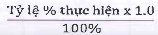 Tỷ lệ % thực hiện x 1.0
100%